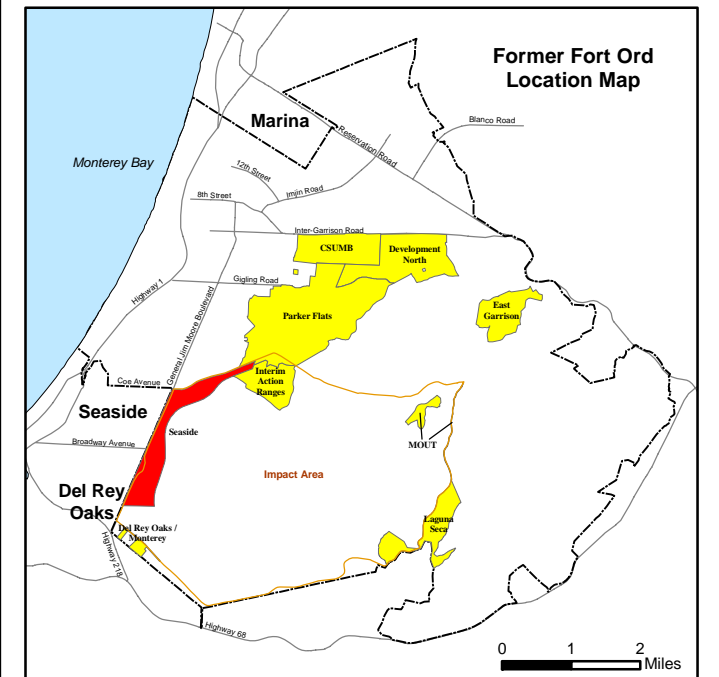 Former Fort Ord
Location Map
Marina
Blanco Road
Reservation Road
Monterey Bay
12th Street
Imjin Road
8th Street
Inter-Garrison Road
CSUMB
Development
North
Highway 1
Gigling Road
General Jim Moore Boulevard
Parker Flats
East
Garrison
Coe Avenue
Interim
Action
Ranges
Seaside
Seaside
Broadway Avenue
MOUT
Impact Area
Del Rey
Oaks
Del Rey Oaks /
Monterey
Laguna
Seca
Highway 218
Highway 68
0 1 2
Miles